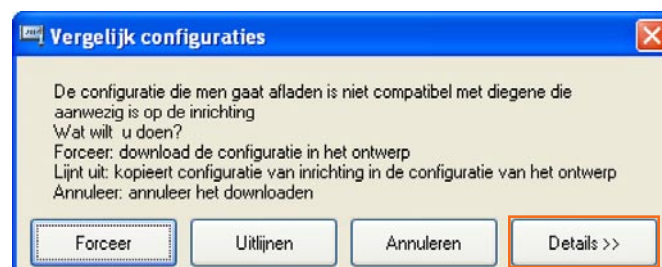 Vergelijk configuraties
De configuratie die men gaat afladen is niet compatibel met diegene die
aanwezig is op de inrichting
Wat wilt u doen?
Forceer: download de configuratie in het ontwerp
Lijnt uit: kopieert configuratie van inrichting in de configuratie van het ontwerp
Annuleer: annuleer het downloaden
Forceer Uitlijnen Annuleren Details >>